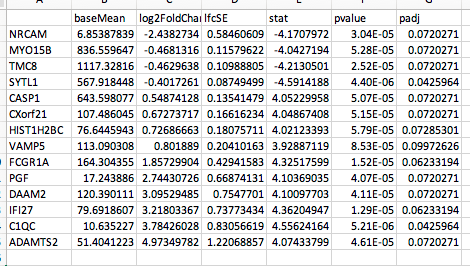 A B C D E F G
baseMean log2FoldChan lfcSE stat pvalue padj
NRCAM 6.85387839 -2.4382734 0.58460609 -4.1707972 3.04E-05 0.0720271
MYO15B 836.559647 -0.4681316 0.11579622 -4.0427194 5.28E-05 0.0720271
TMC8 1117.32816 -0.4629638 0.10988805 -4.2130501 2.52E-05 0.0720271
SYTL1 567.918448 -0.4017261 0.08749499 -4.5914188 4.40E-06 0.0425964
CASP1 643.598077 0.54874128 0.13541479 4.05229958 5.07E-05 0.0720271
CXorf21 107.486045 0.67273717 0.16616234 4.04867408 5.15E-05 0.0720271
HIST1H2BC 76.6445943 0.72686663 0.18075711 4.02123393 5.79E-05 0.07285301
VAMP5 113.090308 0.801889 0.20410163 3.92887119 8.53E-05 0.09972626
FCGR1A 164.304355 1.85729904 0.42941583 4.32517599 1.52E-05 0.06233194
PGF 17.243886 2.74430726 0.66874131 4.10369035 4.07E-05 0.0720271
DAAM2 120.390111 3.09529485 0.7547701 4.10097703 4.11E-05 0.0720271
IFI27 79.6918607 3.21803367 0.73773434 4.36204947 1.29E-05 0.06233194
C1QC 10.635227 3.78426028 0.83056619 4.55624164 5.21E-06 0.0425964
ADAMTS2 51.4041223 4.97349782 1.22068857 4.07433799 4.61E-05 0.0720271